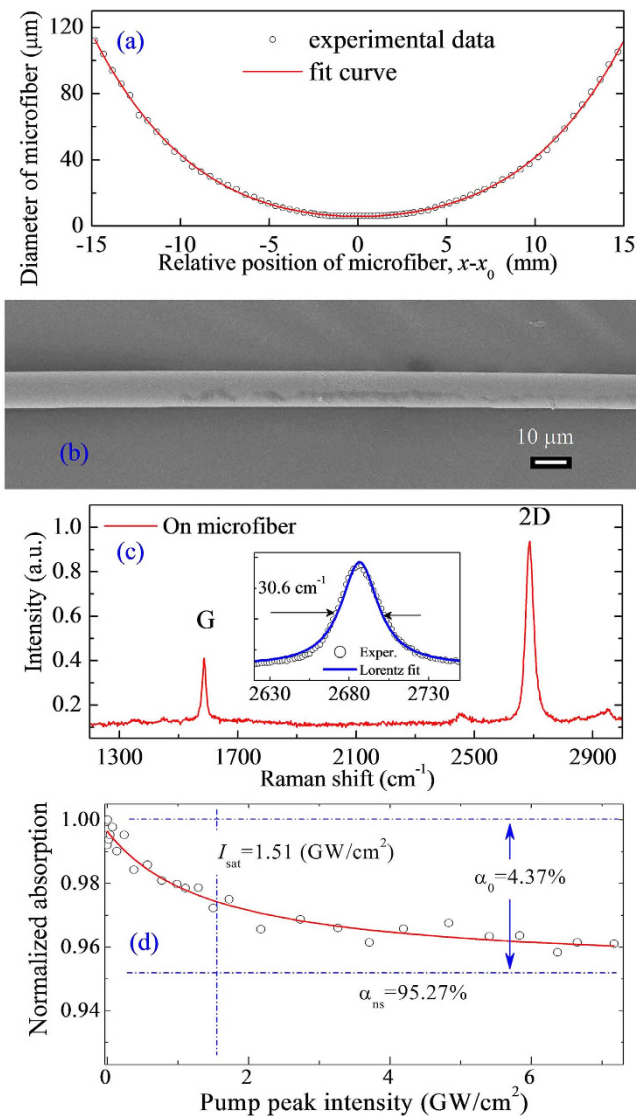 120
80
40
0
Diameter of microfiber (μm)
(a)
experimental data
fit curve
-15 -10 -5 0 5 10 15
Relative position of microfiber, x-x0 (mm)
(b)
10 μm
1.0
0.8
0.6
0.4
0.2
Intensity (a.u.)
On microfiber
(c)
G
2D
30.6 cm-1
Exper.
Lorentz fit
2630 2680 2730
1300 1700 2100 2500 2900
Raman shift (cm-1)
1.00
0.98
0.96
0.94
Normalized absorption
Isat=1.51 (GW/cm2)
α0=4.37%
(d)
αns=95.27%
0 2 4 6
Pump peak intensity (GW/cm2)